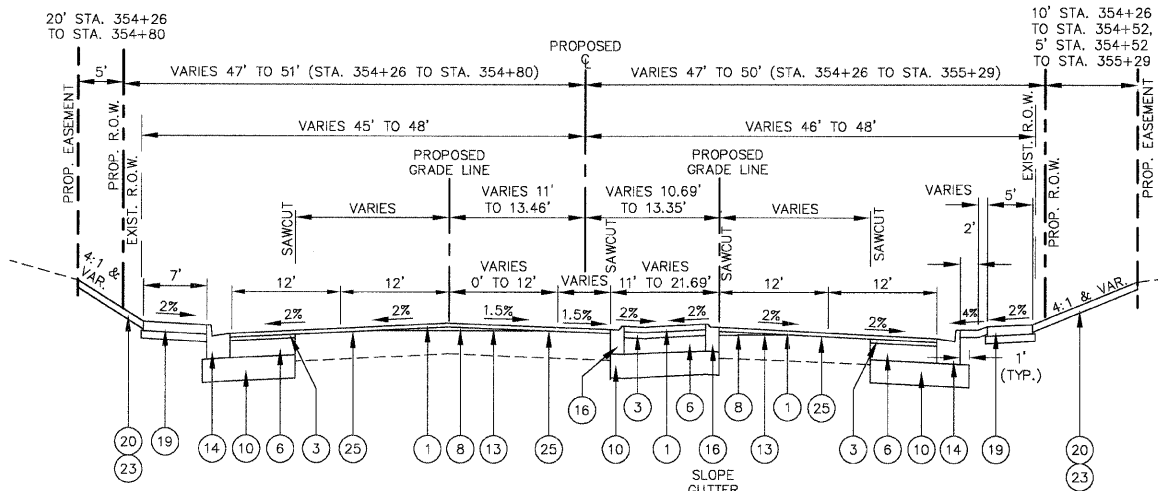 20' STA. 354+26
TO STA. 354+80
10' STA. 354+26
TO STA. 354+52,
5' STA. 354+52
TO STA. 355+29
PROPOSED
℄
5'
VARIES 47' TO 51' (STA. 354+26 TO STA. 354+80)
VARIES 47' TO 50' (STA. 354+26 TO STA. 355+29)
PROP. EASEMENT
PROP. R.O.W.
EXIST. R.O.W.
EXIST. R.O.W.
PROP. R.O.W.
PROP. EASEMENT
VARIES 45' TO 48'
VARIES 46' TO 48'
PROPOSED
GRADE LINE
PROPOSED
GRADE LINE
VARIES 11'
TO 13.46'
VARIES 10.69'
TO 13.35'
VARIES
VARIES
VARIES
5'
2'
SAWCUT
SAWCUT
SAWCUT
SAWCUT
4:1 &
VAR.
7'
12'
12'
VARIES
0' TO 12'
VARIES
VARIES
11' TO 21.69'
12'
12'
4:1 & VAR.
2%
2%
2%
1.5%
1.5%
2%
2%
2%
2%
4%
2%
1'
(TYP.)
16
3
6
8
20
23
19
14
10
6
3
25
1
8
13
25
10
1
16
13
1
25
3
6
10
14
19
20
23
SLOPE
GUTTER